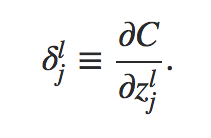 δ_j^l ≡ ∂C/∂z_j^l.